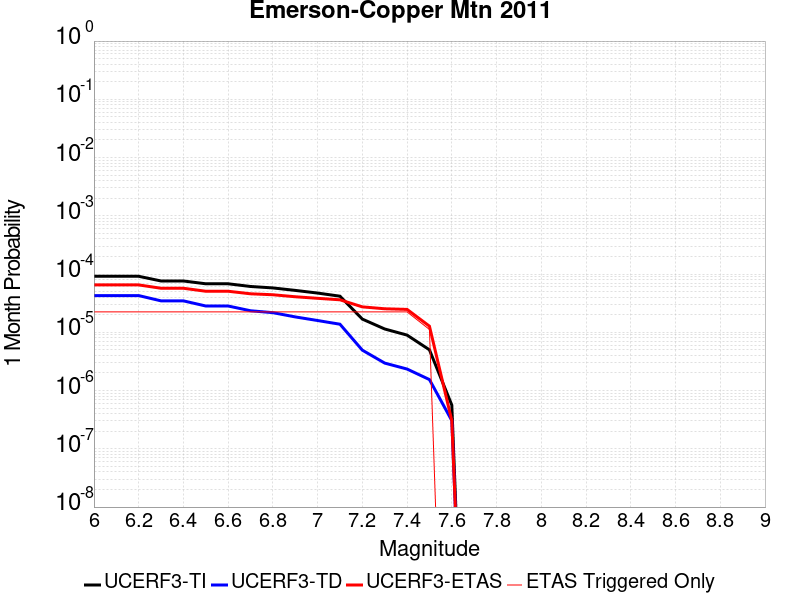 Emerson-Copper Mtn 2011
10^0
10^-1
10^-2
10^-3
10^-4
10^-5
10^-6
10^-7
10^-8
1 Month Probability
6 6.2 6.4 6.6 6.8 7 7.2 7.4 7.6 7.8 8 8.2 8.4 8.6 8.8 9
Magnitude
UCERF3-TI UCERF3-TD UCERF3-ETAS ETAS Triggered Only